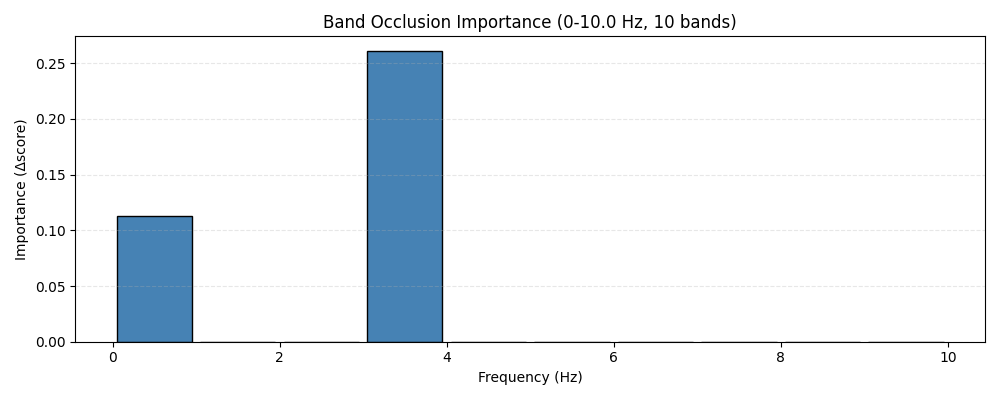 Band Occlusion Importance (0-10.0 Hz, 10 bands)
Importance (Δscore)
0.25
0.20
0.15
0.10
0.05
0.00
0 2 4 6 8 10
Frequency (Hz)